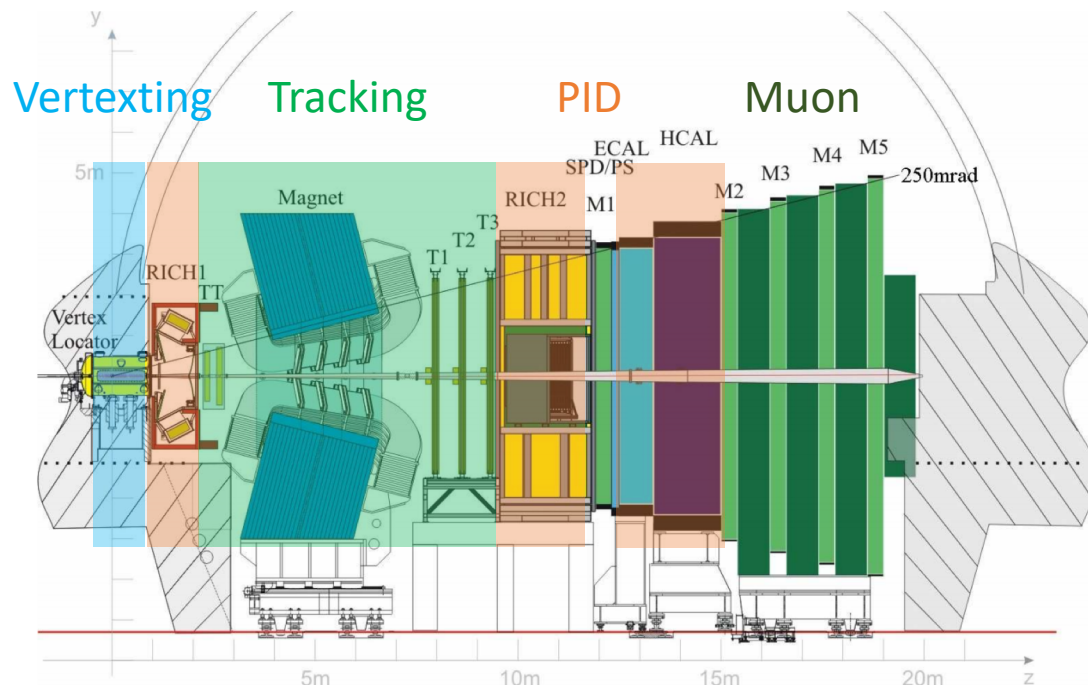 y
Vertexting Tracking PID Muon
5m
Magnet
RICH1
TT
Vertex
Locator
T1
T2
T3
RICH2
SPD/PS
ECAL
HCAL
M1
M2
M3
M4
M5
250mrad
5m 10m 15m 20m z